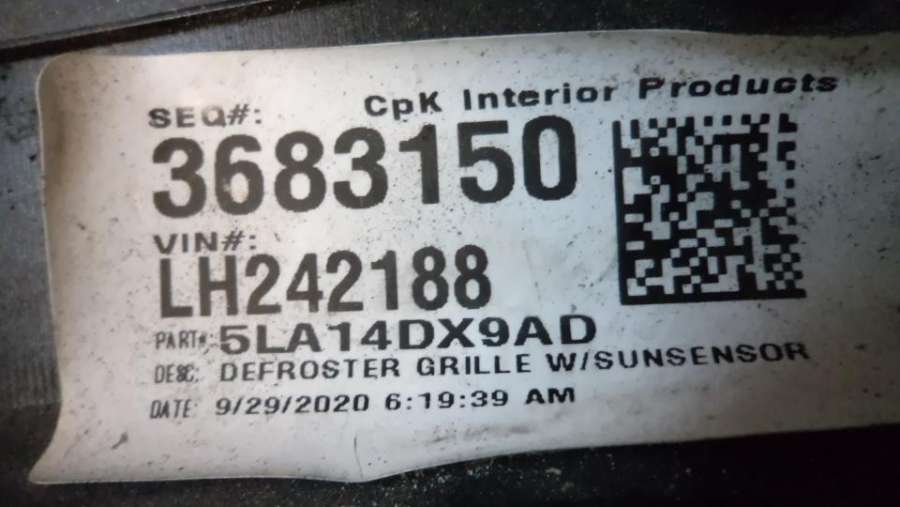 SEQ#: CpK Interior Products
3683150
VIN#:
LH242188
PART#: 5LA14DX9AD
DESC: DEFROSTER GRILLE W/SUNSENSOR
DATE: 9/29/2020 6:19:39 AM